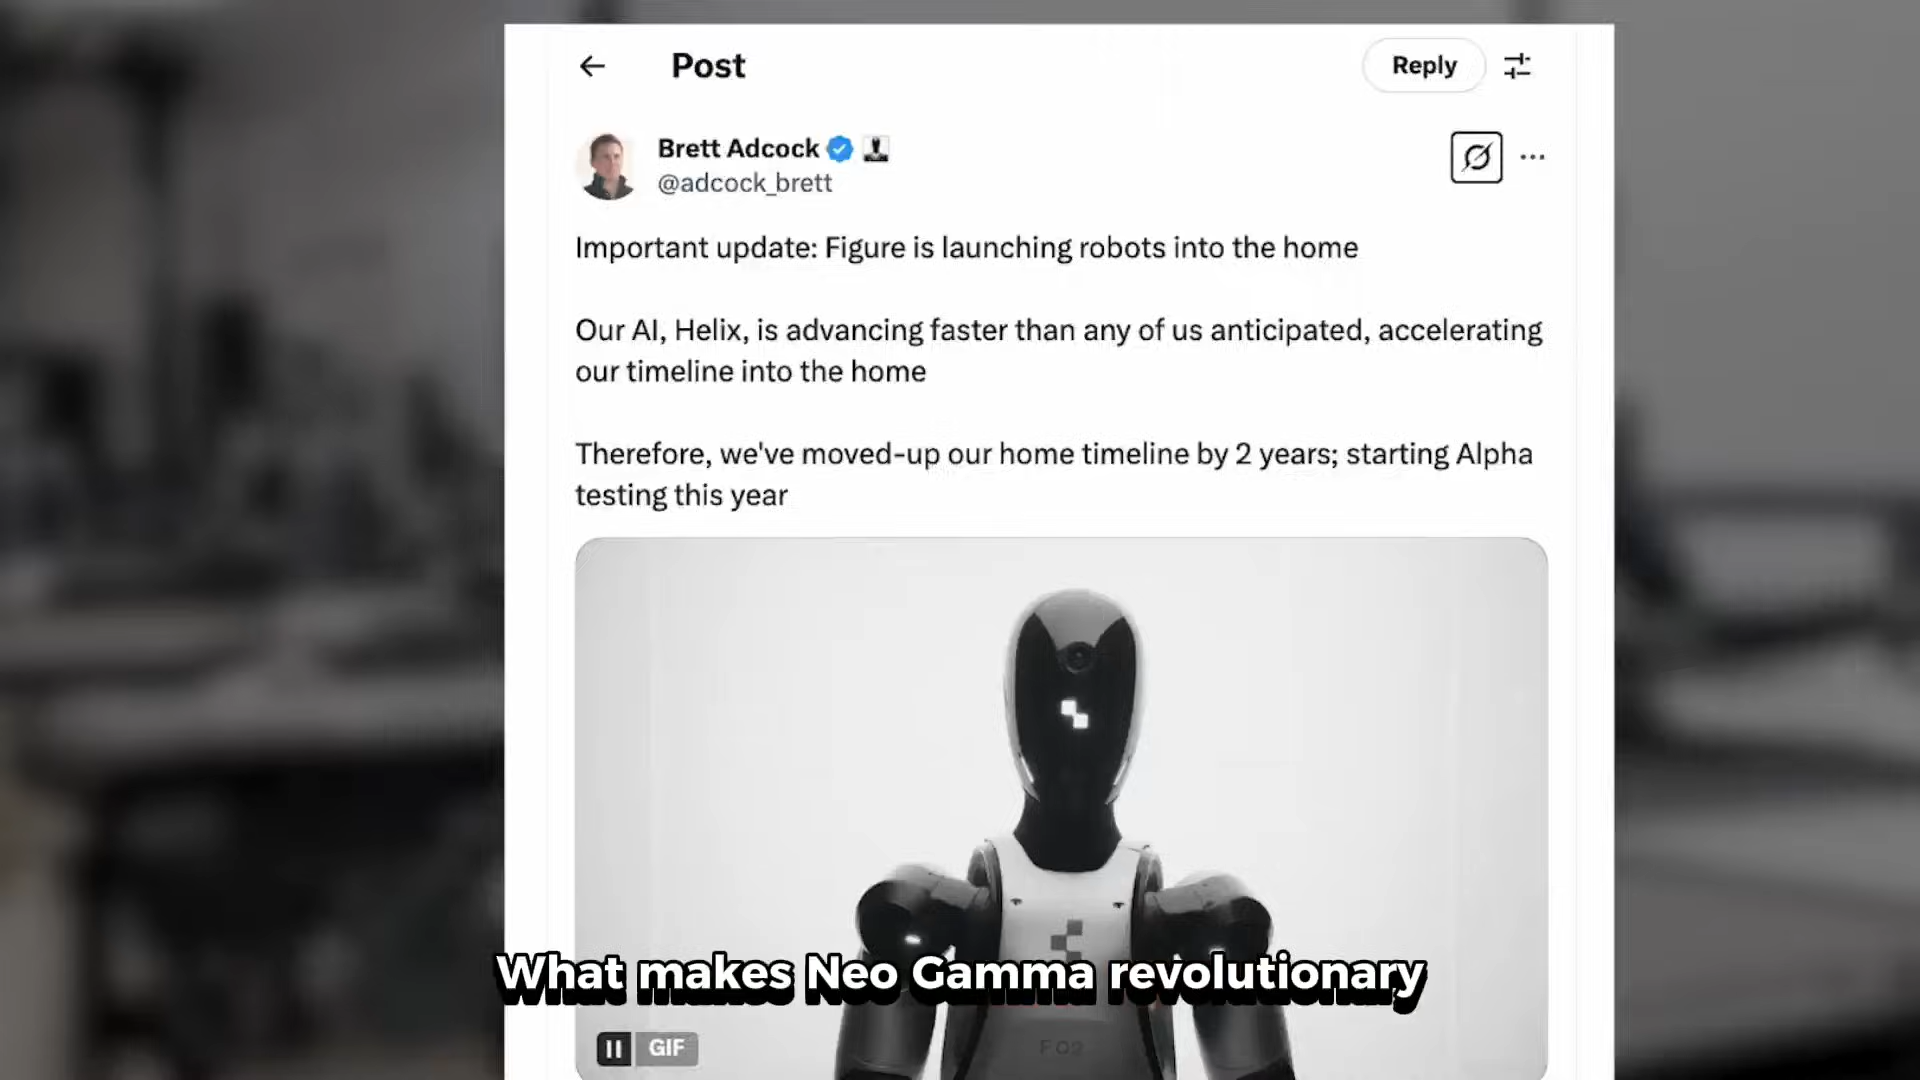 Post
Reply
Brett Adcock
@adcock_brett
Important update: Figure is launching robots into the home
Our AI, Helix, is advancing faster than any of us anticipated, accelerating
our timeline into the home
Therefore, we've moved-up our home timeline by 2 years; starting Alpha
testing this year
What makes Neo Gamma revolutionary
GIF
F 02